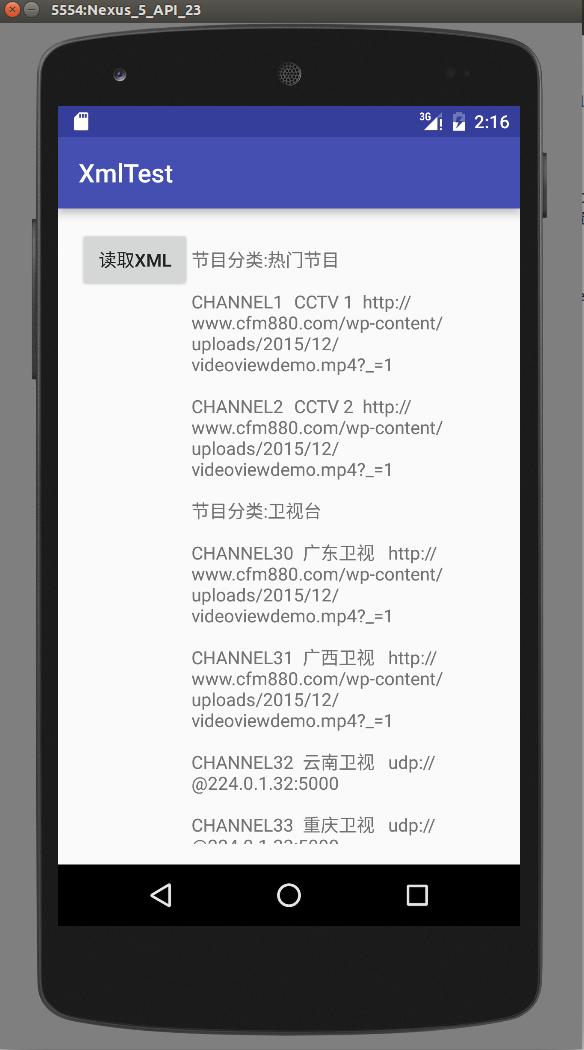 5554:Nexus_5_API_23
3G 2:16
XmlTest
读取XML
节目分类:热门节目
CHANNEL1 CCTV 1 http://
www.cfm880.com/wp-content/
uploads/2015/12/
videoviewdemo.mp4?_=1
CHANNEL2 CCTV 2 http://
www.cfm880.com/wp-content/
uploads/2015/12/
videoviewdemo.mp4?_=1
节目分类:卫视台
CHANNEL30 广东卫视 http://
www.cfm880.com/wp-content/
uploads/2015/12/
videoviewdemo.mp4?_=1
CHANNEL31 广西卫视 http://
www.cfm880.com/wp-content/
uploads/2015/12/
videoviewdemo.mp4?_=1
CHANNEL32 云南卫视 udp://
@224.0.1.32:5000
CHANNEL33 重庆卫视 udp://